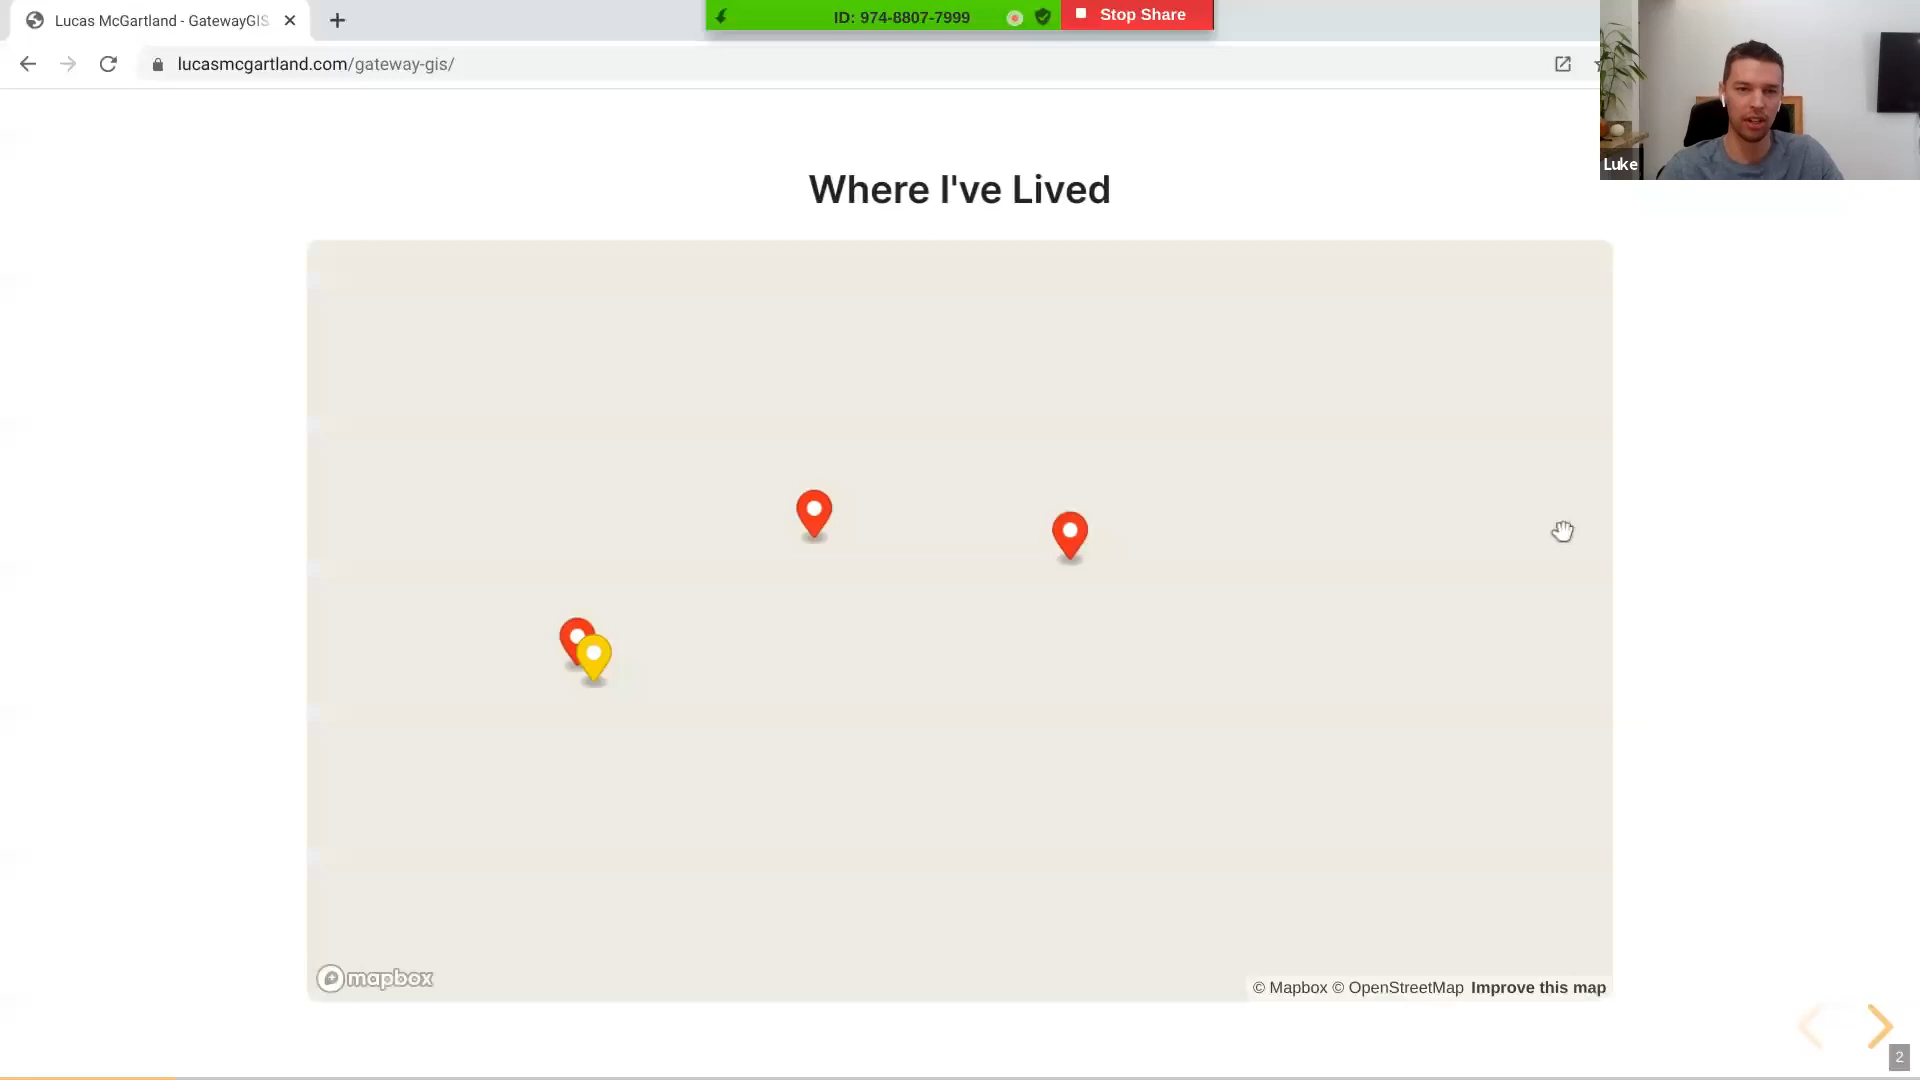 Lucas McGartland - GatewayGIS
ID: 974-8807-7999
Stop Share
lucasmcgartland.com/gateway-gis/
Luke
Where I've Lived
mapbox
© Mapbox © OpenStreetMap Improve this map
2